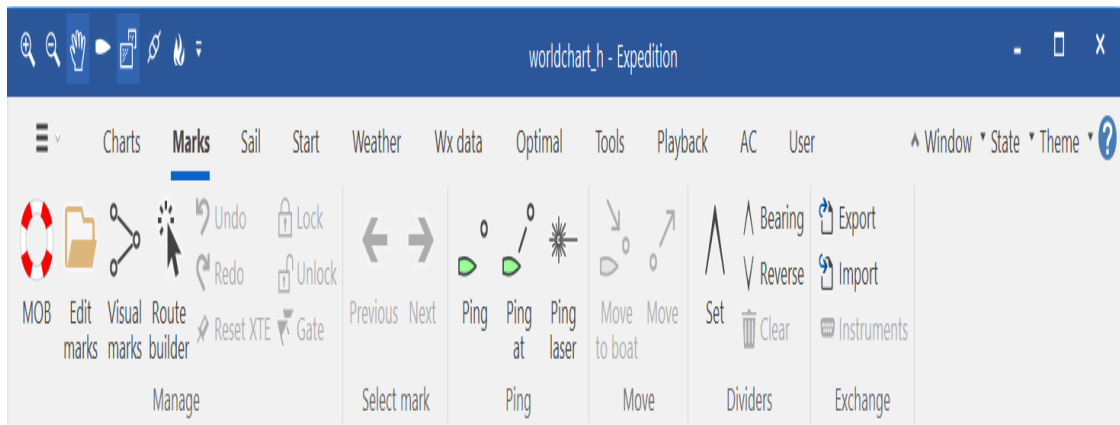 worldchart_h - Expedition
Charts Marks Sail Start Weather Wx data Optimal Tools Playback AC User Window State Theme ?
MOB
Edit marks
Visual marks
Route builder
Undo
Redo
Reset XTE
Lock
Unlock
Gate
Manage
Previous
Next
Select mark
Ping
Ping at
Ping laser
Ping
Move to boat
Move
Move
Set
Bearing
Reverse
Clear
Dividers
Export
Import
Instruments
Exchange